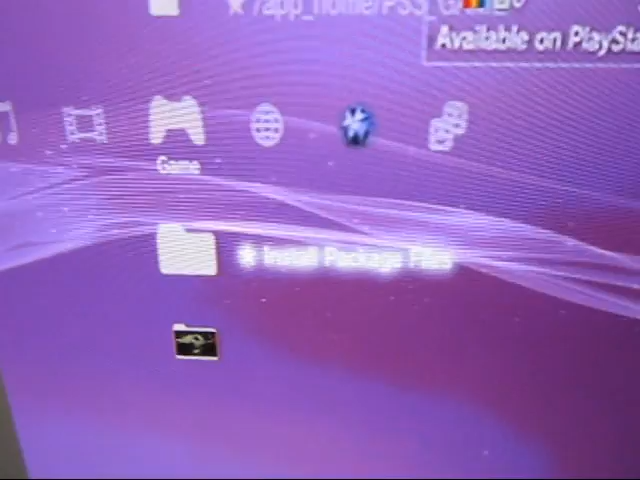 ★ /app_home/PS3_G
Available on PlaySta
Game
★ Install Package Files